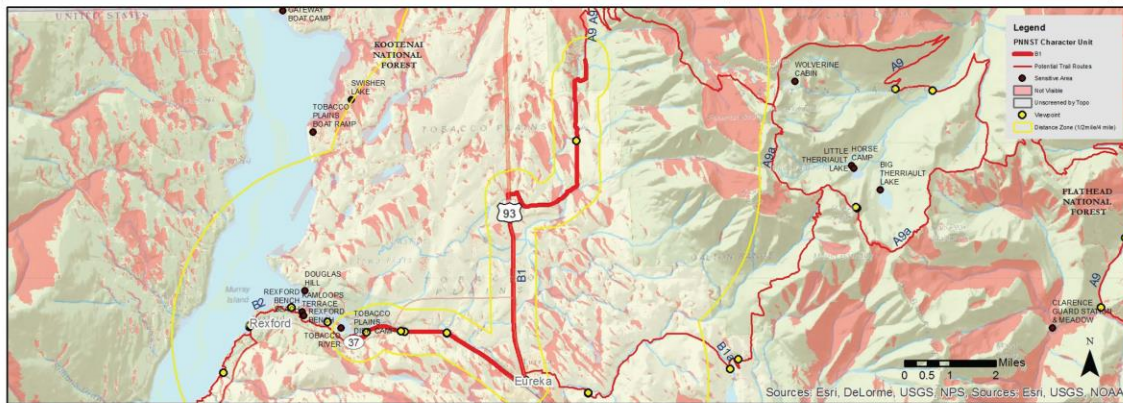 UNITED STATES
GATEWAY
BOAT CAMP
KOOTENAI
NATIONAL
FOREST
SWISHER
LAKE
TOBACCO
PLAINS
BOAT RAMP
TOBACCO PLAINS
A9
A9
93
B1
Murray
Island
DOUGLAS
HILL
REXFORD
BENCH
KAMLOOPS
TERRACE
REXFORD
B2
Rexford
TOBACCO
RIVER
37
TOBACCO
PLAINS
Eureka
B1a
WOLVERINE
CABIN
A9
A9a
LITTLE
THERRIAULT
LAKE
HORSE
CAMP
BIG
THERRIAULT
LAKE
A9a
FLATHEAD
NATIONAL
FOREST
A9
CLARENCE
GUARD STATION
& MEADOW
Legend
PNNST Character Unit
B1
Potential Trail Routes
Sensitive Area
Not Visible
Unscreened by Topo
Viewpoint
Distance Zone (1/2mile/4 mile)
Miles
0 0.5 1 2
N
Sources: Esri, DeLorme, USGS, NPS, Sources: Esri, USGS, NOAA